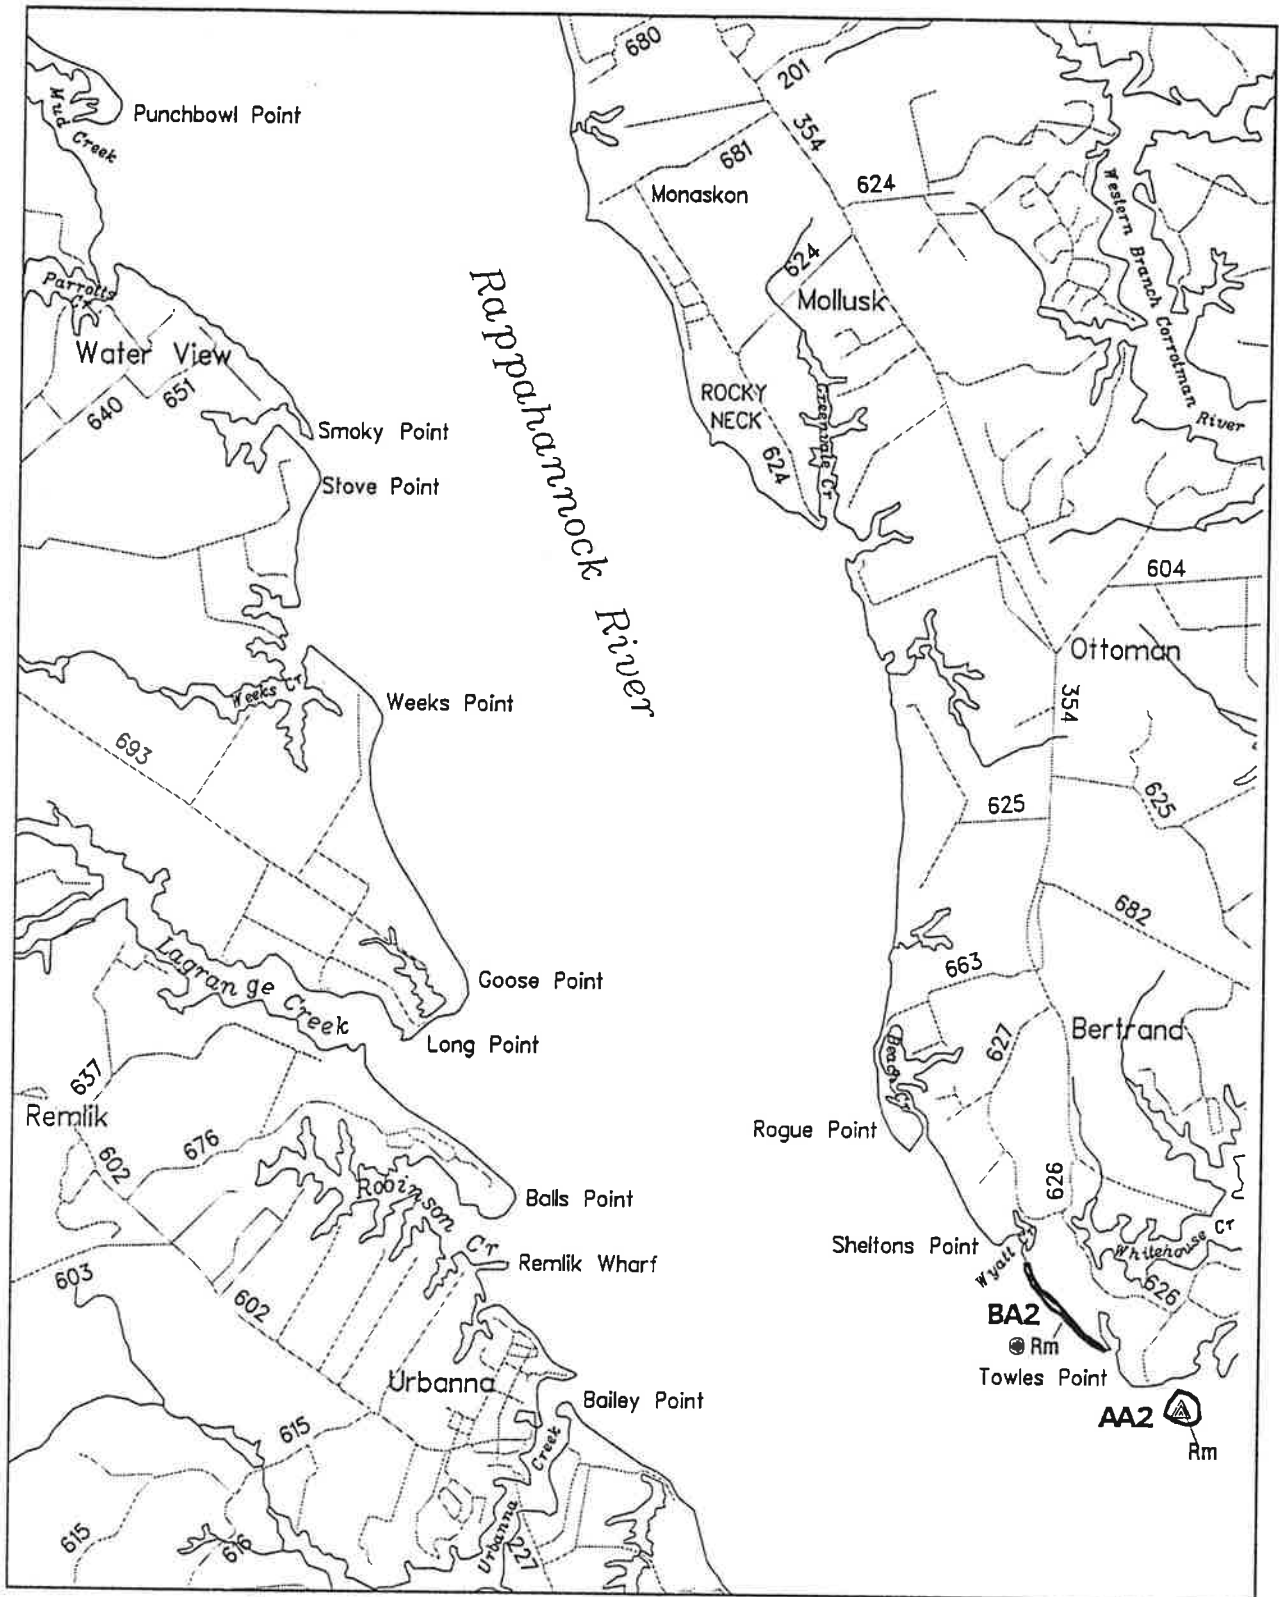 680
201
Punchbowl Point
Mud Creek
354
681
Monaskon
624
Western Branch Corrotman River
Parrotts
Cr
624
Mollusk
Rappahannock River
Water View
651
640
ROCKY
NECK
Greenvale Cr
Smoky Point
624
Stove Point
604
Ottoman
Weeks Cr
Weeks Point
354
693
625
625
682
Lagrange Creek
663
Goose Point
Long Point
627
Bertrand
Beach Cr
637
Remlik
Rogue Point
676
602
626
Robinson Cr
Balls Point
Sheltons Point
Wyatt Cr
Whitehouse Cr
Remlik Wharf
603
602
626
BA2
Rm
Urbanna
Towles Point
Bailey Point
AA2
Rm
615
Creek
Urbanna
615
616
227